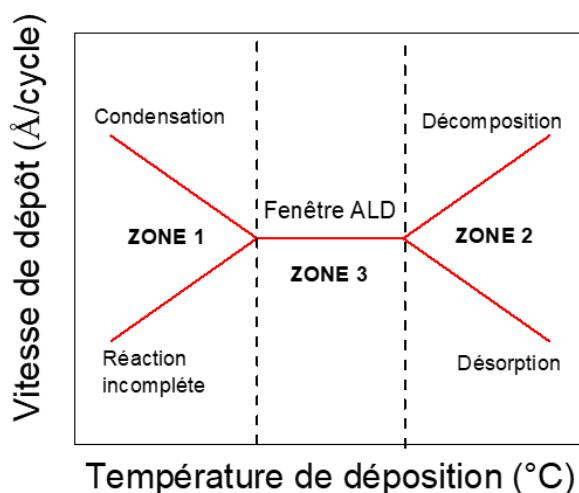 Vitesse de dépôt (Å/cycle)
Condensation
Décomposition
Fenêtre ALD
ZONE 1
ZONE 2
ZONE 3
Réaction
incompléte
Désorption
Température de déposition (°C)